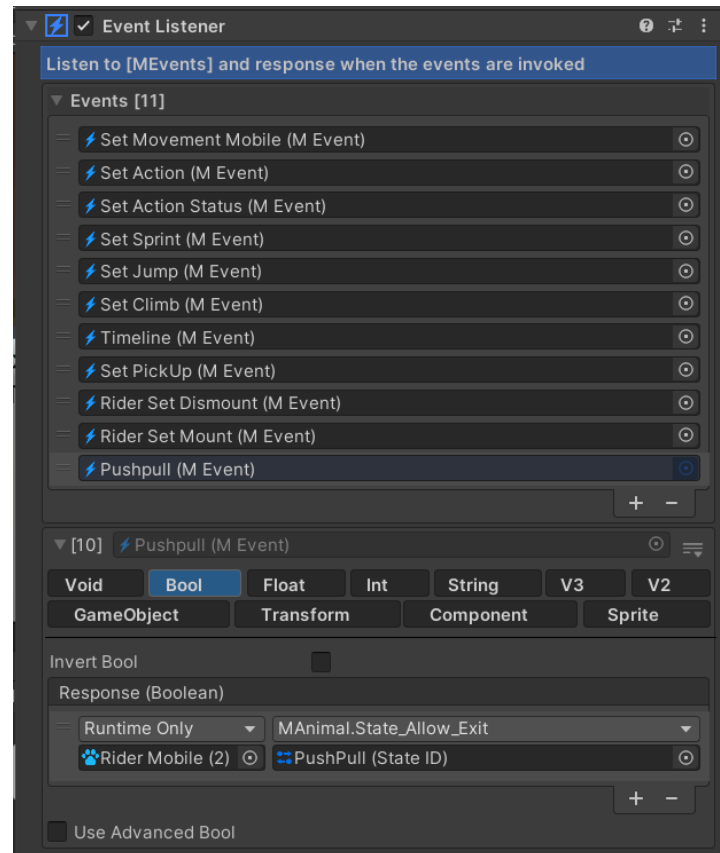 Event Listener
Listen to [MEvents] and response when the events are invoked
Events [11]
Set Movement Mobile (M Event)
Set Action (M Event)
Set Action Status (M Event)
Set Sprint (M Event)
Set Jump (M Event)
Set Climb (M Event)
Timeline (M Event)
Set PickUp (M Event)
Rider Set Dismount (M Event)
Rider Set Mount (M Event)
Pushpull (M Event)
+ −
[10] Pushpull (M Event)
Void Bool Float Int String V3 V2
GameObject Transform Component Sprite
Invert Bool
Response (Boolean)
Runtime Only MAnimal.State_Allow_Exit
Rider Mobile (2) PushPull (State ID)
+ −
Use Advanced Bool